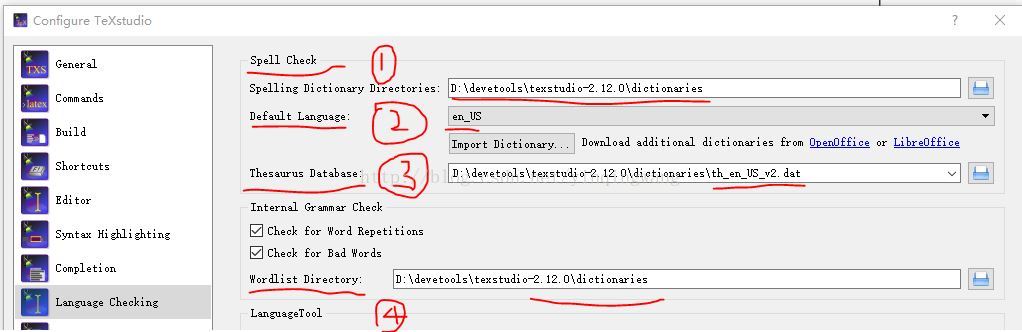 Configure TeXstudio
General
Commands
Build
Shortcuts
Editor
Syntax Highlighting
Completion
Language Checking
Spell Check ①
Spelling Dictionary Directories: D:\devetools\texstudio-2.12.0\dictionaries
Default Language: ② en_US
Import Dictionary... Download additional dictionaries from OpenOffice or LibreOffice
Thesaurus Database: ③ D:\devetools\texstudio-2.12.0\dictionaries\th_en_US_v2.dat
Internal Grammar Check
Check for Word Repetitions
Check for Bad Words
Wordlist Directory: D:\devetools\texstudio-2.12.0\dictionaries
LanguageTool ④